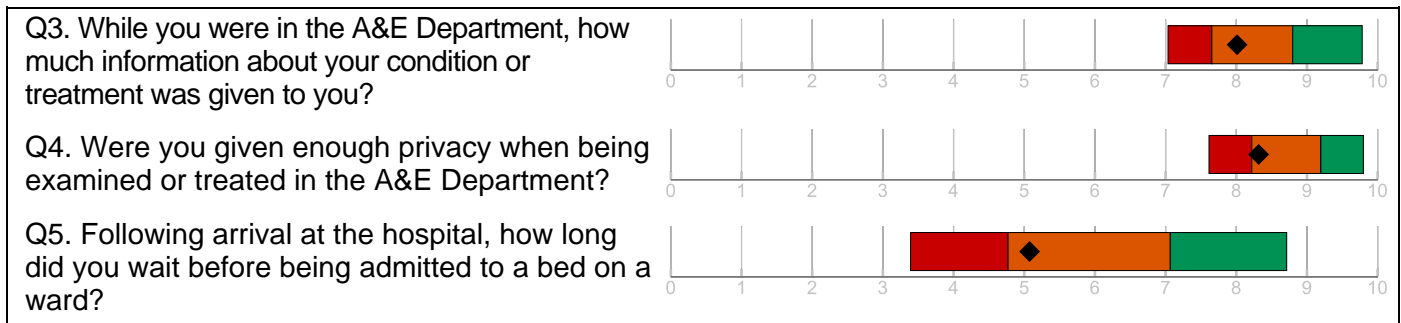 Q3. While you were in the A&E Department, how
much information about your condition or
treatment was given to you?
0 1 2 3 4 5 6 7 8 9 10
Q4. Were you given enough privacy when being
examined or treated in the A&E Department?
0 1 2 3 4 5 6 7 8 9 10
Q5. Following arrival at the hospital, how long
did you wait before being admitted to a bed on a
ward?
0 1 2 3 4 5 6 7 8 9 10